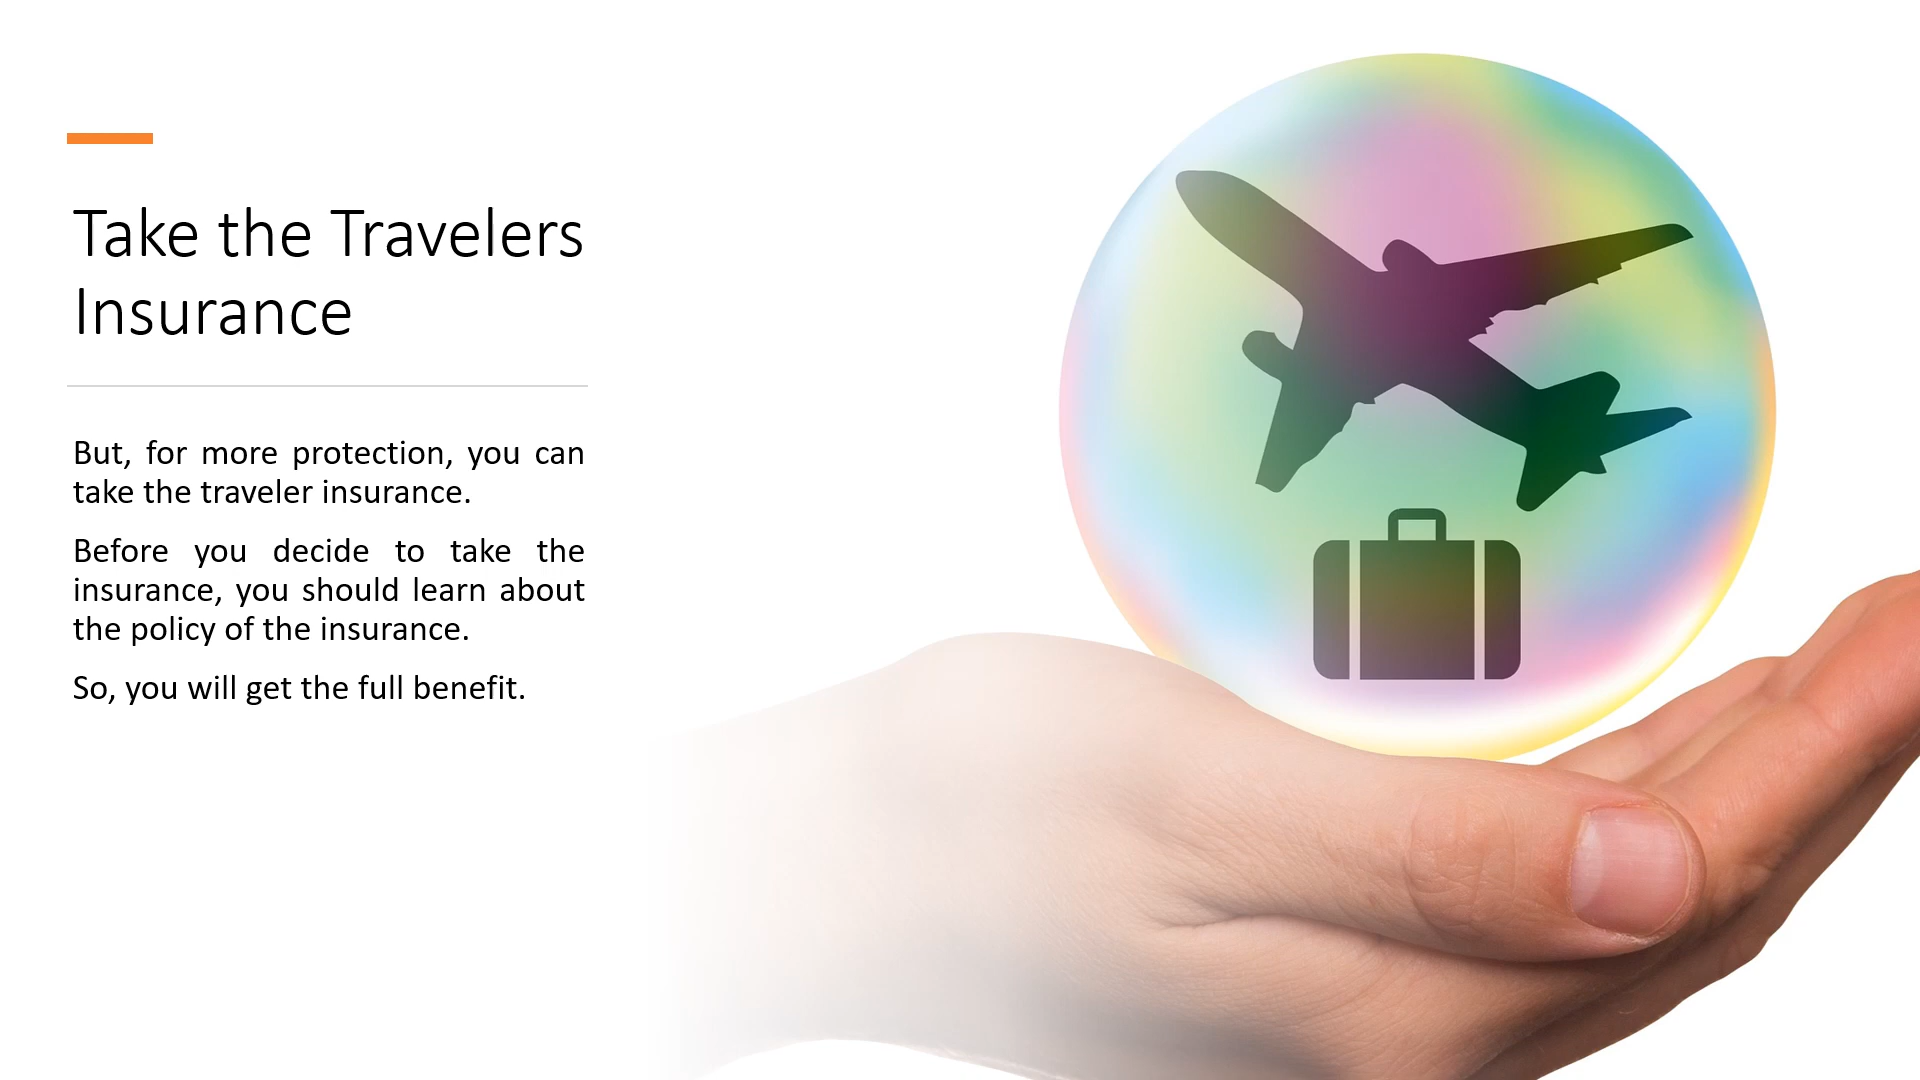 Take the Travelers
Insurance
But, for more protection, you can
take the traveler insurance.
Before you decide to take the
insurance, you should learn about
the policy of the insurance.
So, you will get the full benefit.